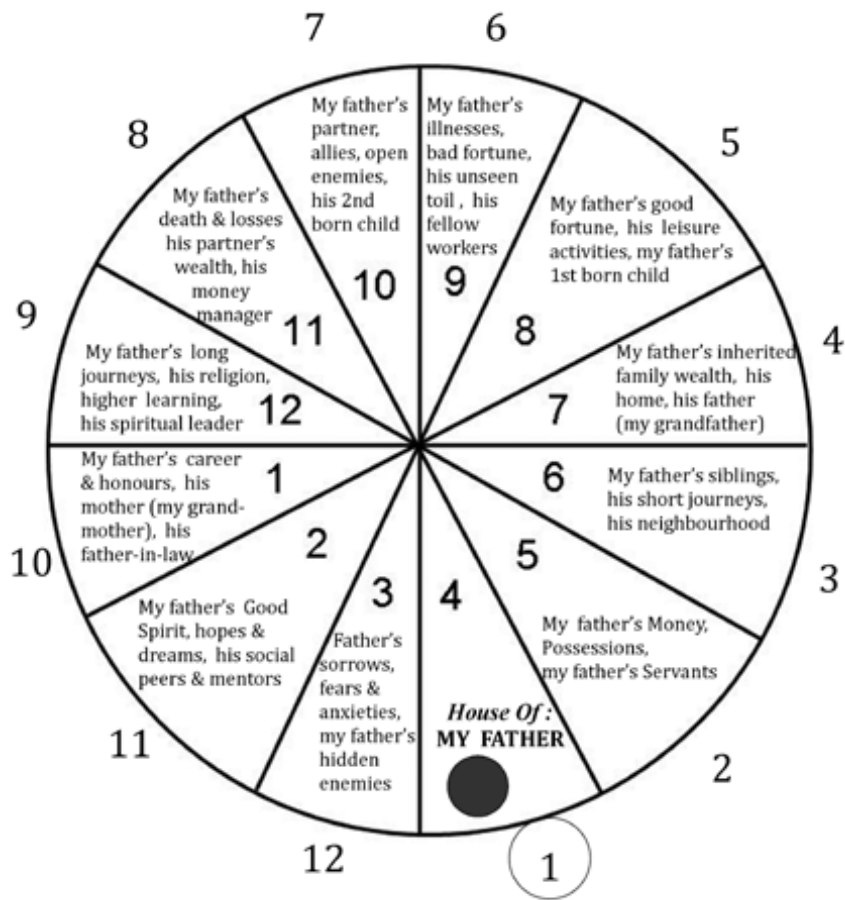 7
6
8
5
9
4
10
3
11
2
12
1
My father's
partner,
allies, open
enemies,
his 2nd
born child
10
My father's
illnesses,
bad fortune,
his unseen
toil , his
fellow
workers
9
My father's
death & losses
his partner's
wealth, his
money
manager
11
My father's good
fortune, his leisure
activities, my father's
1st born child
8
My father's long
journeys, his religion,
higher learning,
his spiritual leader
12
My father's inherited
family wealth, his
home, his father
(my grandfather)
7
My father's career
& honours, his
mother (my grand-
mother), his
father-in-law
1
My father's siblings,
his short journeys,
his neighbourhood
6
My father's Good
Spirit, hopes &
dreams, his social
peers & mentors
2
My father's Money,
Possessions,
my father's Servants
5
Father's
sorrows,
fears &
anxieties,
my father's
hidden
enemies
3
4
House Of :
MY FATHER